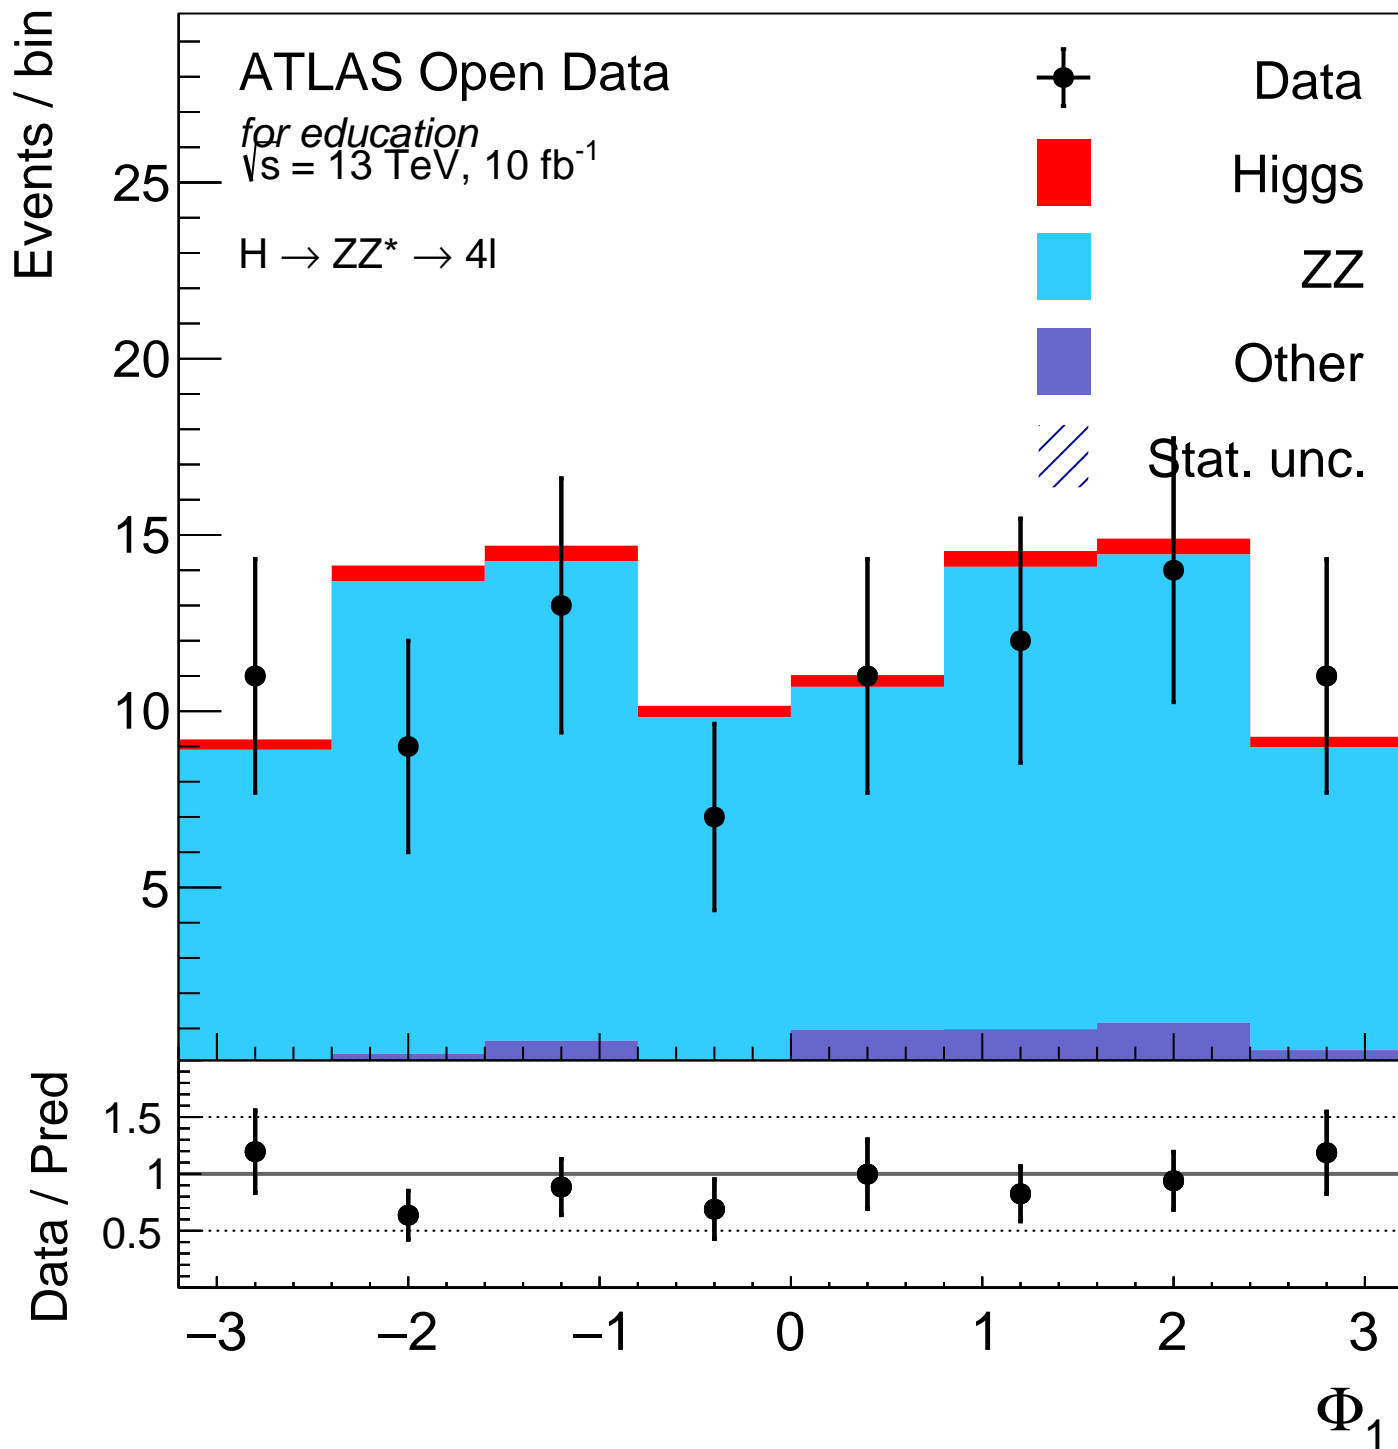 Events / bin
ATLAS Open Data
for education
√s = 13 TeV, 10 fb⁻¹
H → ZZ* → 4l
Data
Higgs
ZZ
Other
Stat. unc.
25
20
15
10
5
Data / Pred
1.5
1
0.5
–3 –2 –1 0 1 2 3
Φ₁